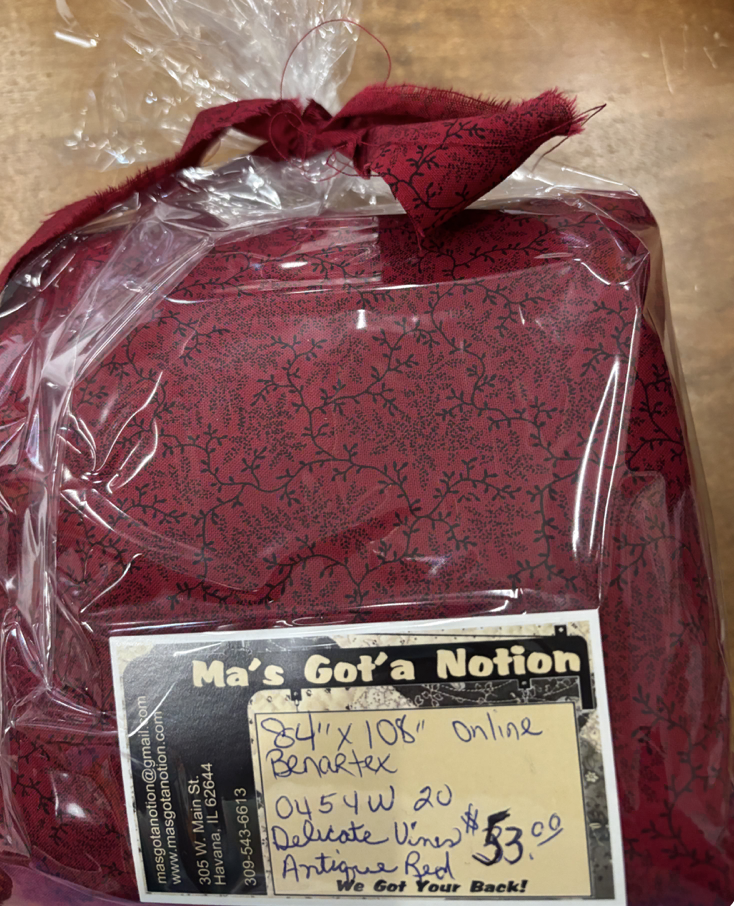 Ma's Got'a Notion
masgotanotion@gmail.com
www.masgotanotion.com
305 W. Main St.
Havana, IL 62644
309-543-6613
84" x 108" Online
Benartex
0454W 20
Delicate Vines $53.00
Antique Red
We Got Your Back!